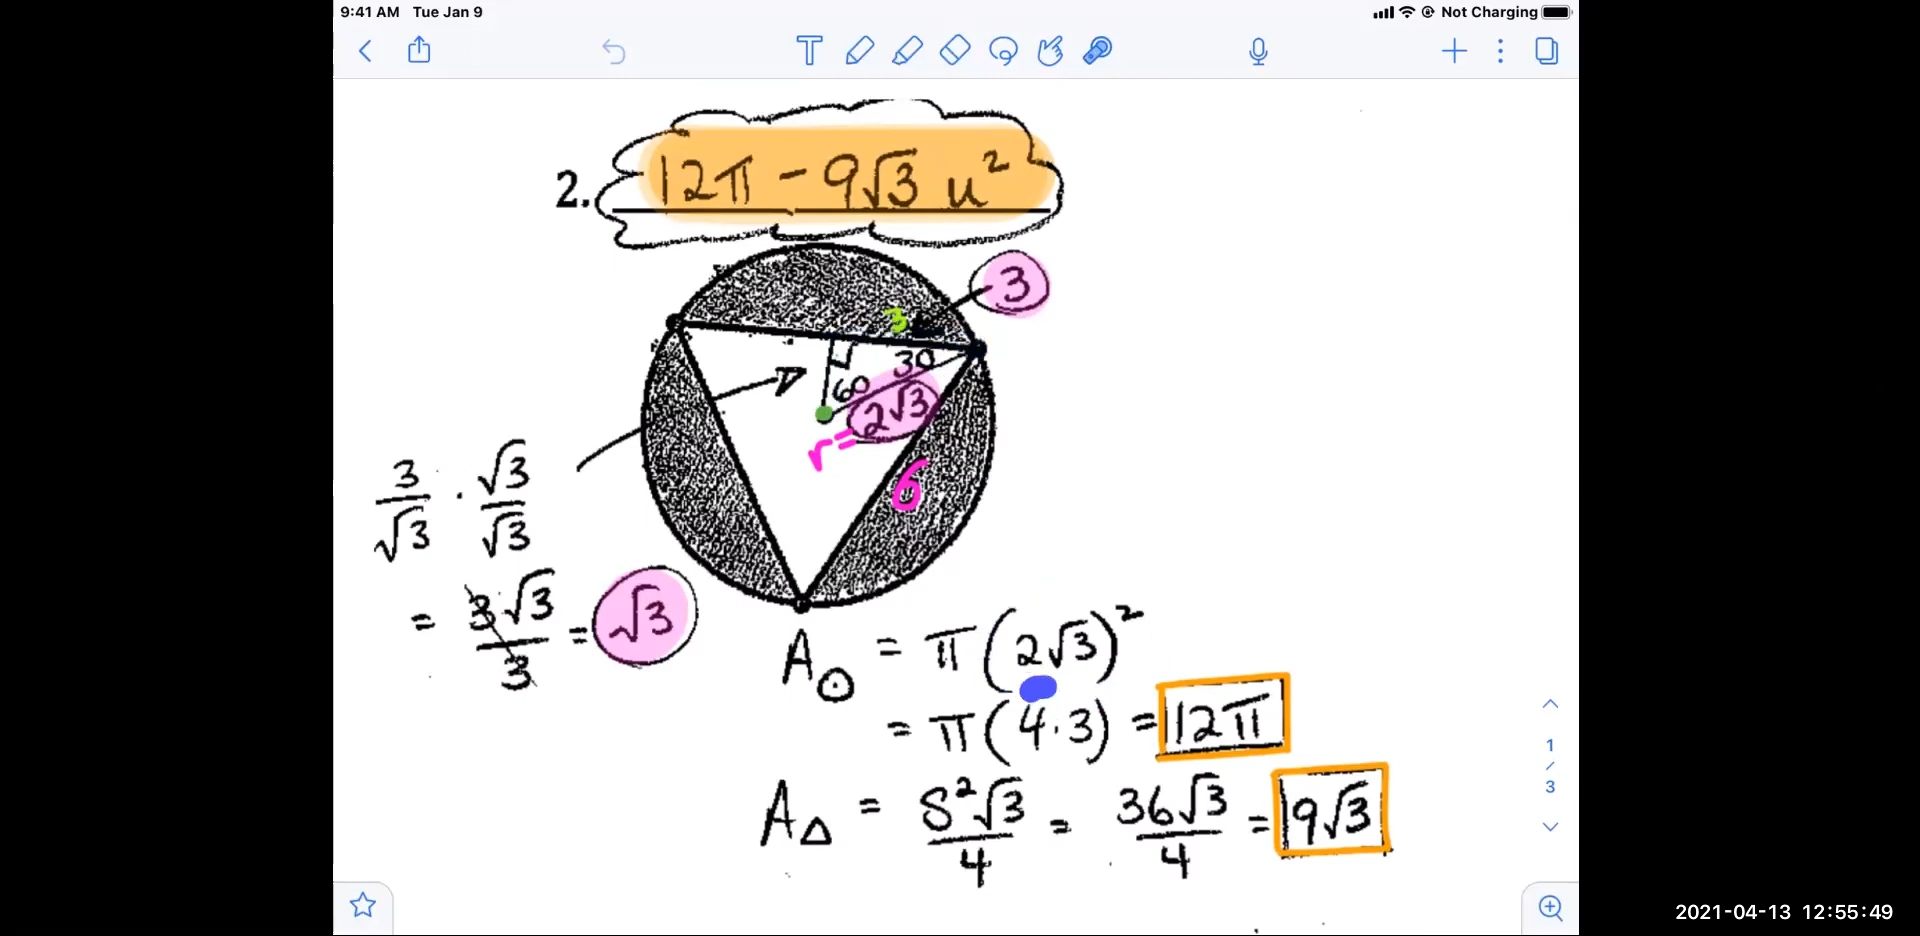 9:41 AM Tue Jan 9
Not Charging
2. 12π - 9√3 u²
3
3
30
60
2√3
r =
6
3/√3 · √3/√3
= 3√3/3 = √3
A⊙ = π(2√3)²
= π(4·3) = 12π
A△ = S²√3/4 = 36√3/4 = 9√3
1
/
3
2021-04-13 12:55:49